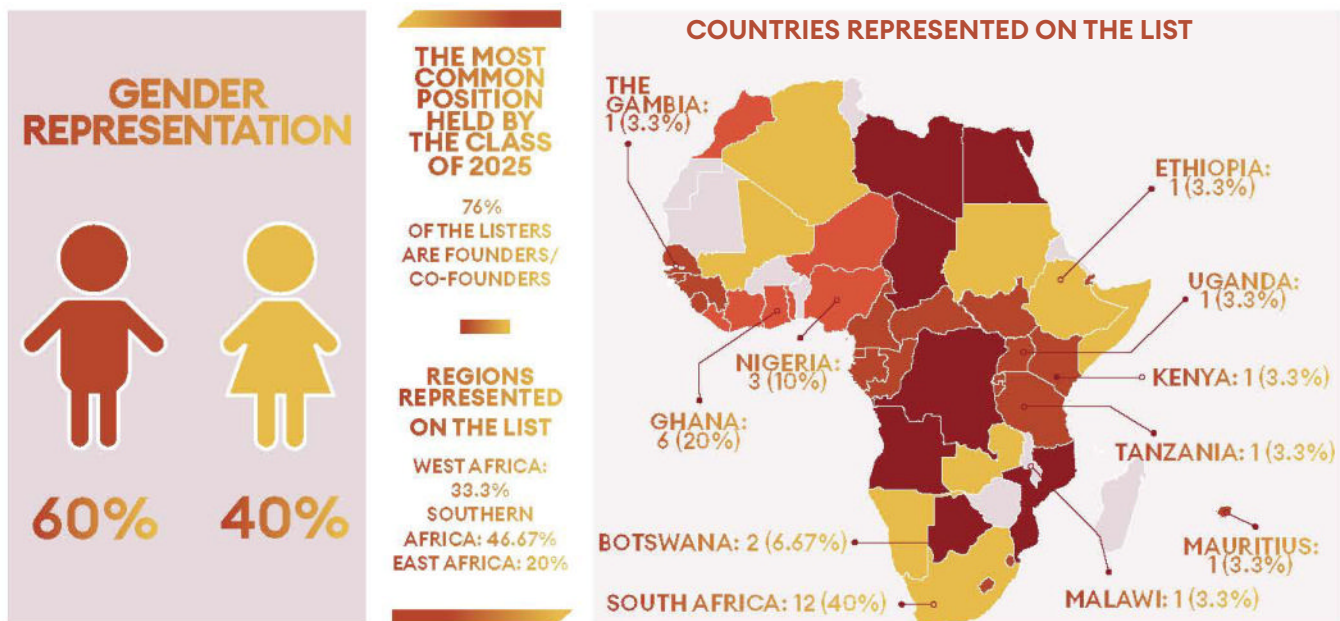 GENDER
REPRESENTATION
60%
40%
THE MOST
COMMON
POSITION
HELD BY
THE CLASS
OF 2025
76%
OF THE LISTERS
ARE FOUNDERS/
CO-FOUNDERS
REGIONS
REPRESENTED
ON THE LIST
WEST AFRICA:
33.3%
SOUTHERN
AFRICA: 46.67%
EAST AFRICA: 20%
COUNTRIES REPRESENTED ON THE LIST
THE
GAMBIA:
1 (3.3%)
ETHIOPIA:
1 (3.3%)
UGANDA:
1 (3.3%)
NIGERIA:
3 (10%)
KENYA: 1 (3.3%)
GHANA:
6 (20%)
TANZANIA: 1 (3.3%)
BOTSWANA: 2 (6.67%)
MAURITIUS:
1 (3.3%)
SOUTH AFRICA: 12 (40%)
MALAWI: 1 (3.3%)